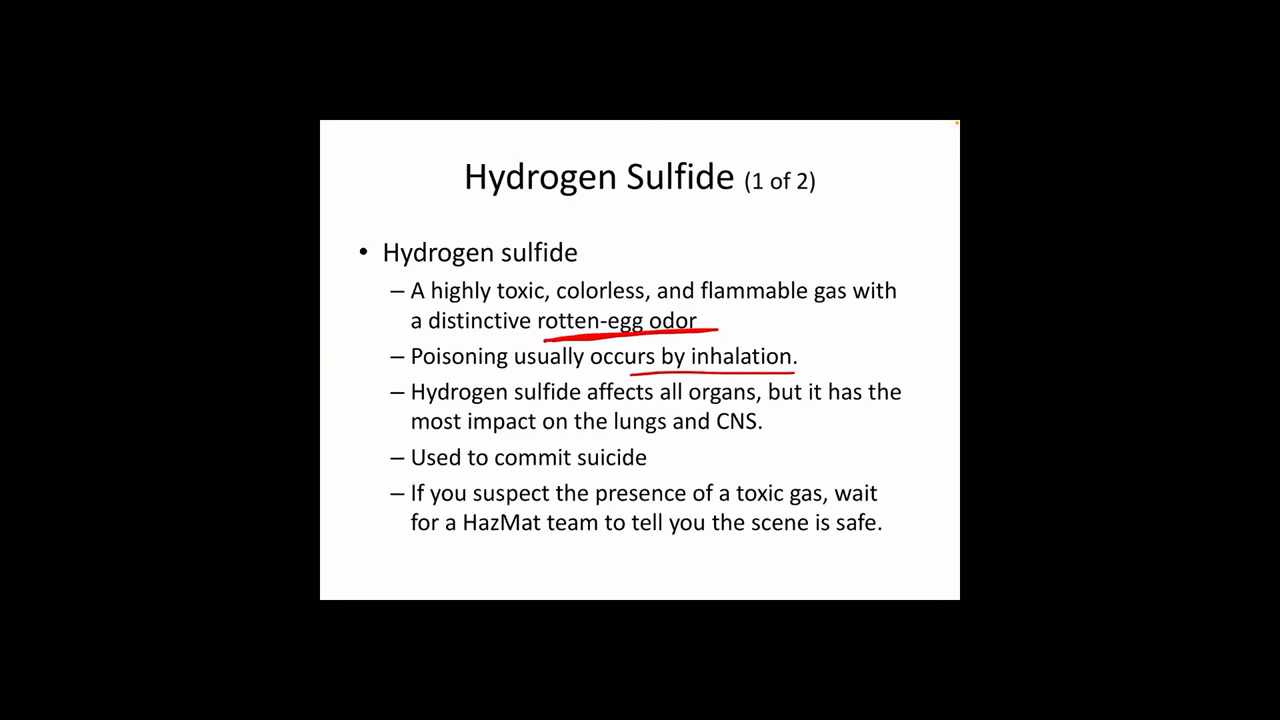 Hydrogen Sulfide (1 of 2)
• Hydrogen sulfide
– A highly toxic, colorless, and flammable gas with
a distinctive rotten-egg odor
– Poisoning usually occurs by inhalation.
– Hydrogen sulfide affects all organs, but it has the
most impact on the lungs and CNS.
– Used to commit suicide
– If you suspect the presence of a toxic gas, wait
for a HazMat team to tell you the scene is safe.